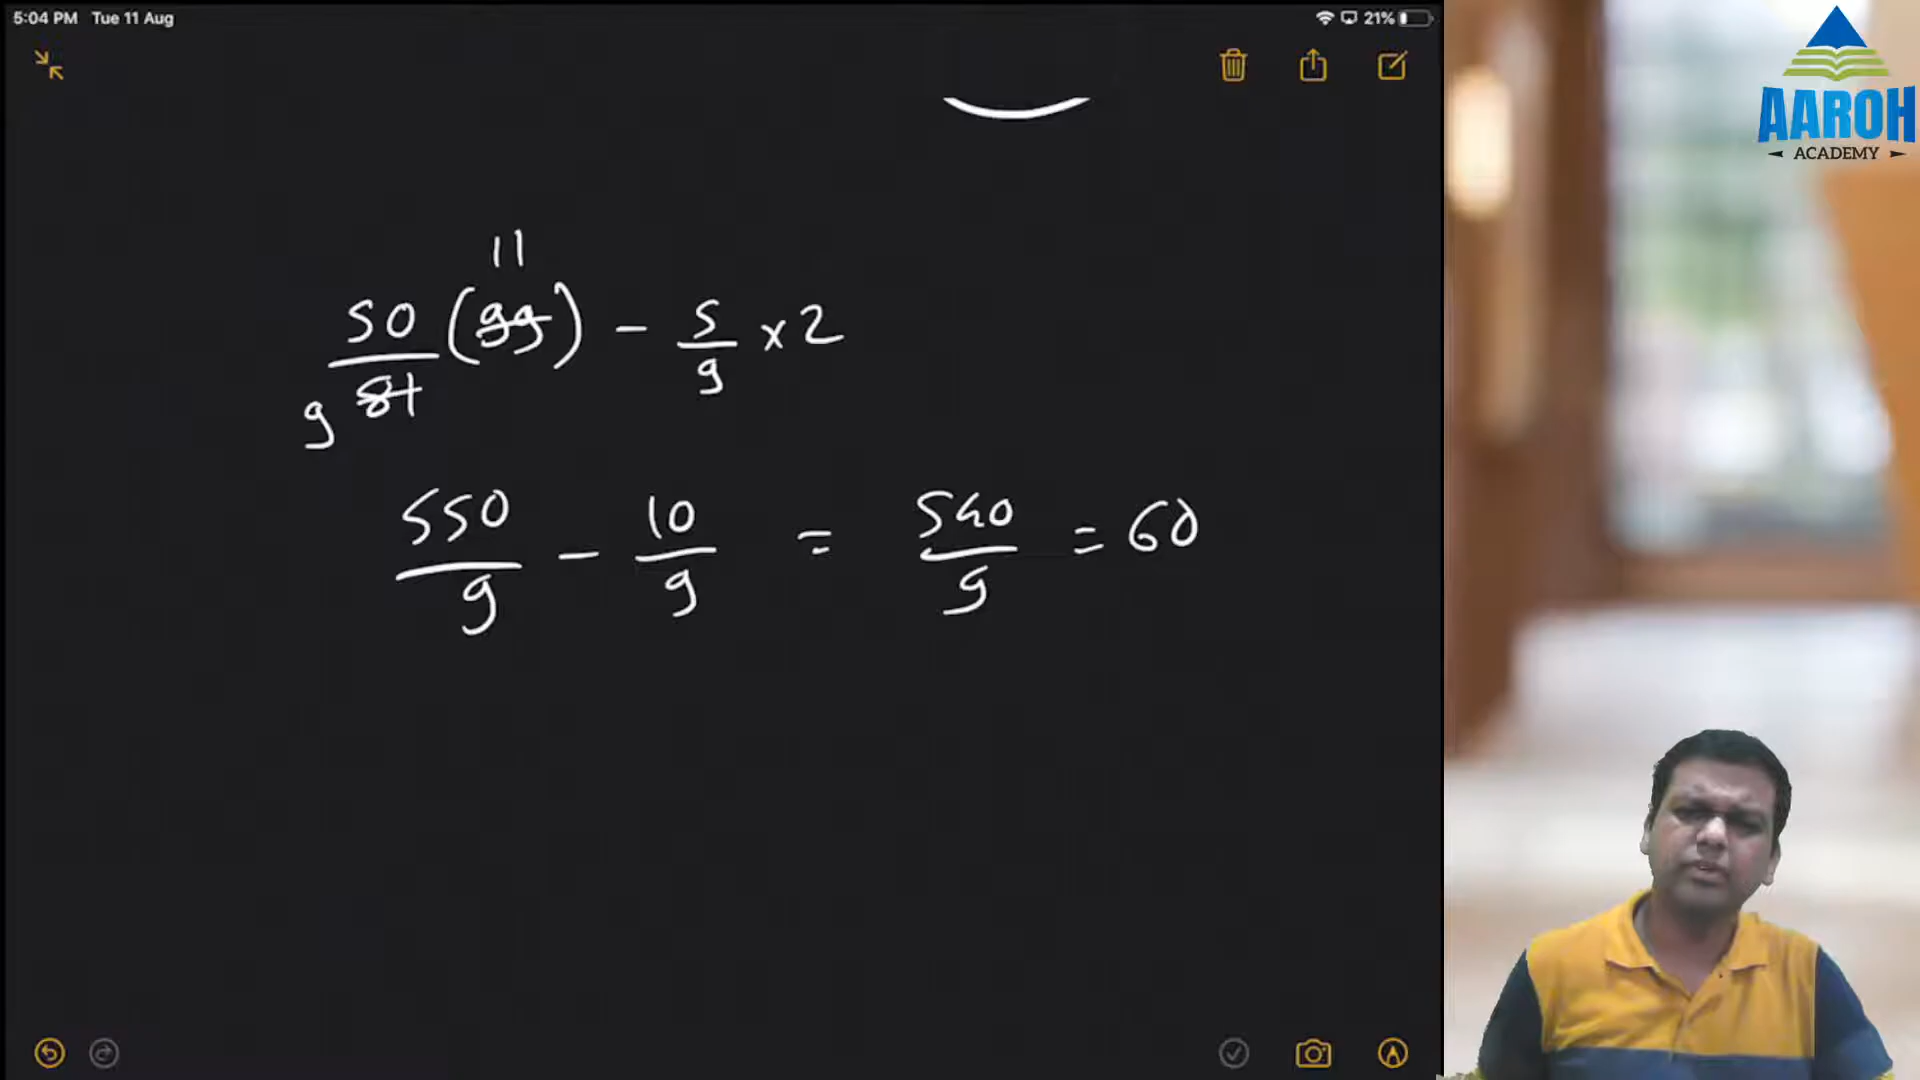 5:04 PM Tue 11 Aug
21%
AAROH
ACADEMY
11
50/81 (99) - 5/9 x 2
9
550/9 - 10/9 = 540/9 = 60